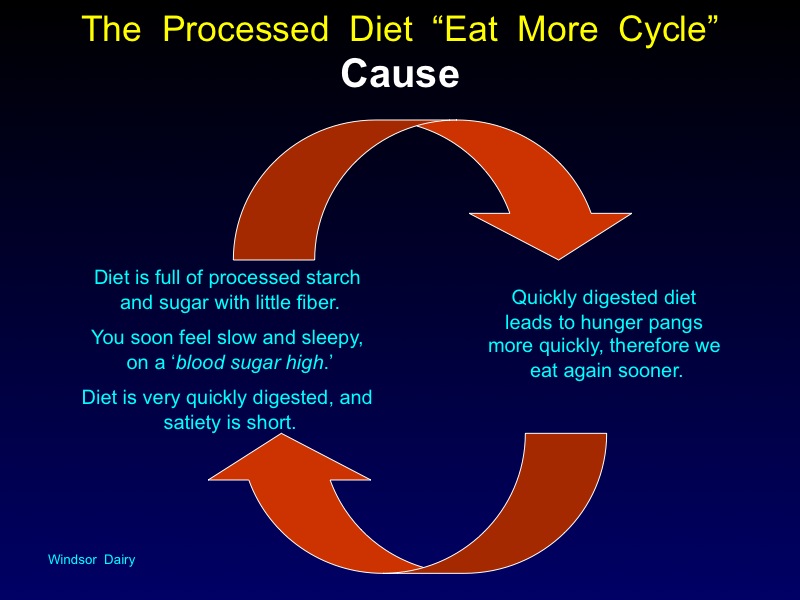 The Processed Diet “Eat More Cycle”
Cause
Diet is full of processed starch
and sugar with little fiber.
You soon feel slow and sleepy,
on a ‘blood sugar high.’
Diet is very quickly digested, and
satiety is short.
Quickly digested diet
leads to hunger pangs
more quickly, therefore we
eat again sooner.
Windsor Dairy